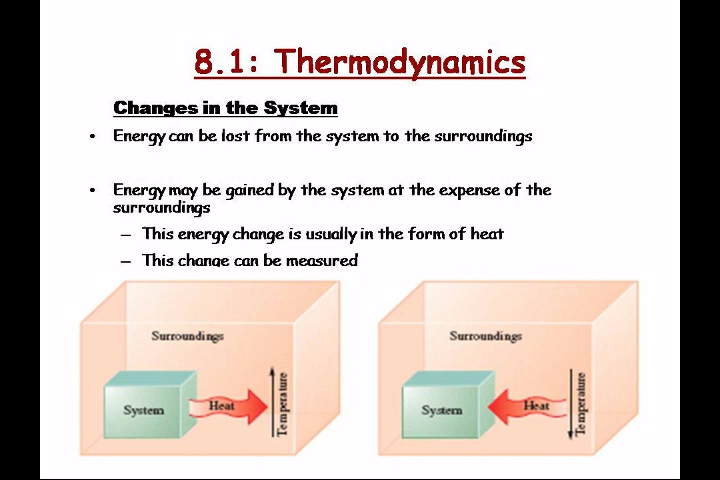 8.1: Thermodynamics
Changes in the System
• Energy can be lost from the system to the surroundings
• Energy may be gained by the system at the expense of the
surroundings
– This energy change is usually in the form of heat
– This change can be measured
Surroundings
System
Heat
Temperature
Surroundings
System
Heat
Temperature